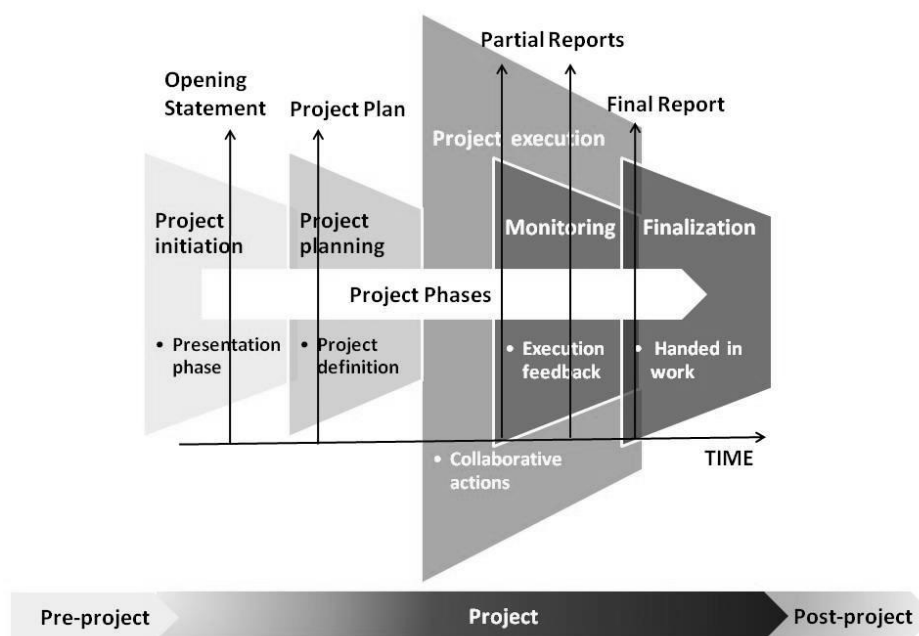 Partial Reports
Opening
Statement
Project Plan
Final Report
Project execution
Project
initiation
Project
planning
Monitoring
Finalization
Project Phases
• Presentation
phase
• Project
definition
• Execution
feedback
• Handed in
work
TIME
• Collaborative
actions
Pre-project
Project
Post-project